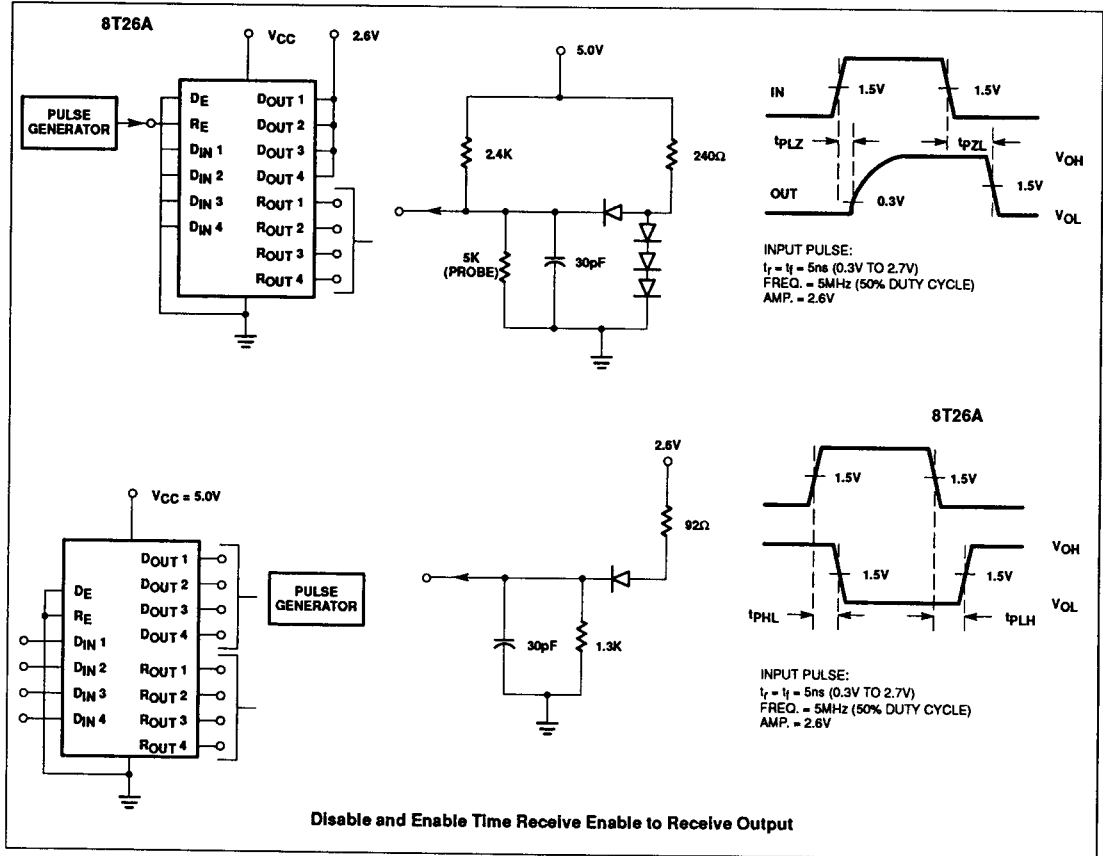 8T26A
VCC
2.6V
PULSE
GENERATOR
DE
RE
DIN 1
DIN 2
DIN 3
DIN 4
DOUT 1
DOUT 2
DOUT 3
DOUT 4
ROUT 1
ROUT 2
ROUT 3
ROUT 4
5.0V
2.4K
240Ω
5K
(PROBE)
30pF
IN
1.5V
1.5V
tPLZ
tPZL
VOH
OUT
0.3V
1.5V
VOL
INPUT PULSE:
tr = tf = 5ns (0.3V TO 2.7V)
FREQ. = 5MHz (50% DUTY CYCLE)
AMP. = 2.6V
VCC = 5.0V
DE
RE
DIN 1
DIN 2
DIN 3
DIN 4
DOUT 1
DOUT 2
DOUT 3
DOUT 4
ROUT 1
ROUT 2
ROUT 3
ROUT 4
PULSE
GENERATOR
2.6V
92Ω
30pF
1.3K
8T26A
1.5V
1.5V
VOH
1.5V
1.5V
VOL
tPHL
tPLH
INPUT PULSE:
tr = tf = 5ns (0.3V TO 2.7V)
FREQ. = 5MHz (50% DUTY CYCLE)
AMP. = 2.6V
Disable and Enable Time Receive Enable to Receive Output